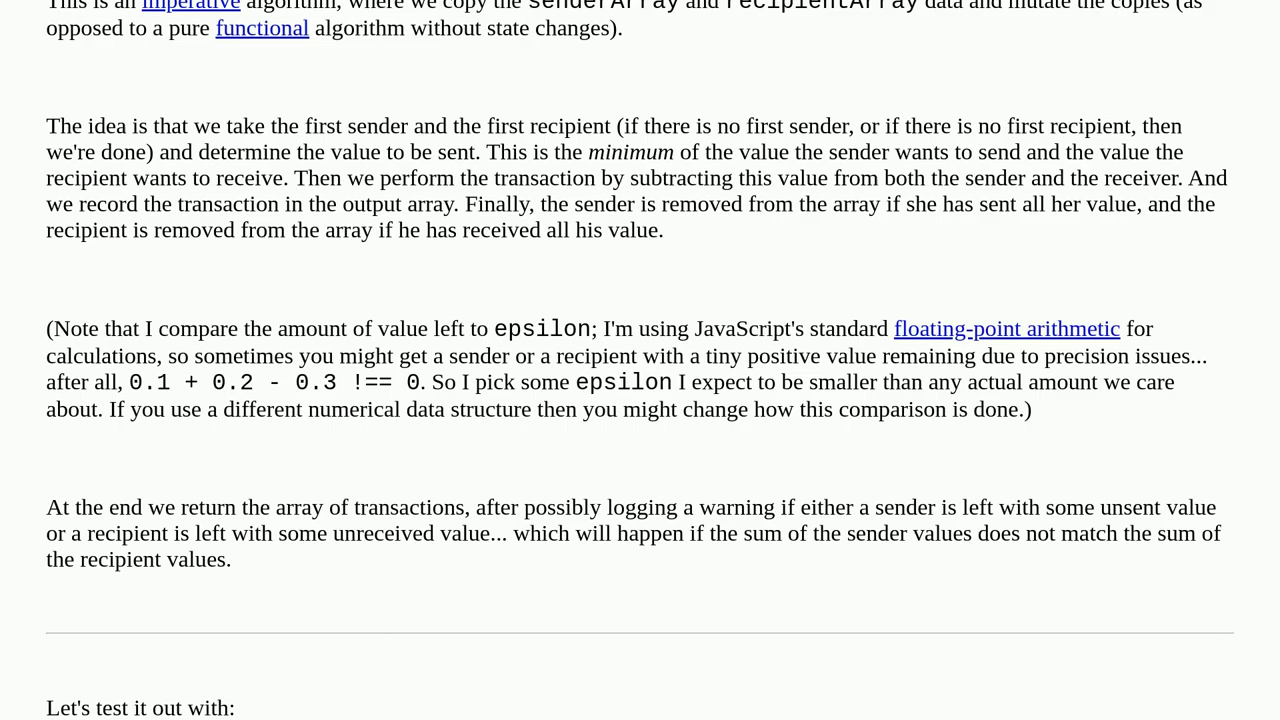 This is an imperative algorithm, where we copy the senderArray and recipientArray data and mutate the copies (as
opposed to a pure functional algorithm without state changes).
The idea is that we take the first sender and the first recipient (if there is no first sender, or if there is no first recipient, then
we're done) and determine the value to be sent. This is the minimum of the value the sender wants to send and the value the
recipient wants to receive. Then we perform the transaction by subtracting this value from both the sender and the receiver. And
we record the transaction in the output array. Finally, the sender is removed from the array if she has sent all her value, and the
recipient is removed from the array if he has received all his value.
(Note that I compare the amount of value left to epsilon; I'm using JavaScript's standard floating-point arithmetic for
calculations, so sometimes you might get a sender or a recipient with a tiny positive value remaining due to precision issues...
after all, 0.1 + 0.2 - 0.3 !== 0. So I pick some epsilon I expect to be smaller than any actual amount we care
about. If you use a different numerical data structure then you might change how this comparison is done.)
At the end we return the array of transactions, after possibly logging a warning if either a sender is left with some unsent value
or a recipient is left with some unreceived value... which will happen if the sum of the sender values does not match the sum of
the recipient values.
Let's test it out with: